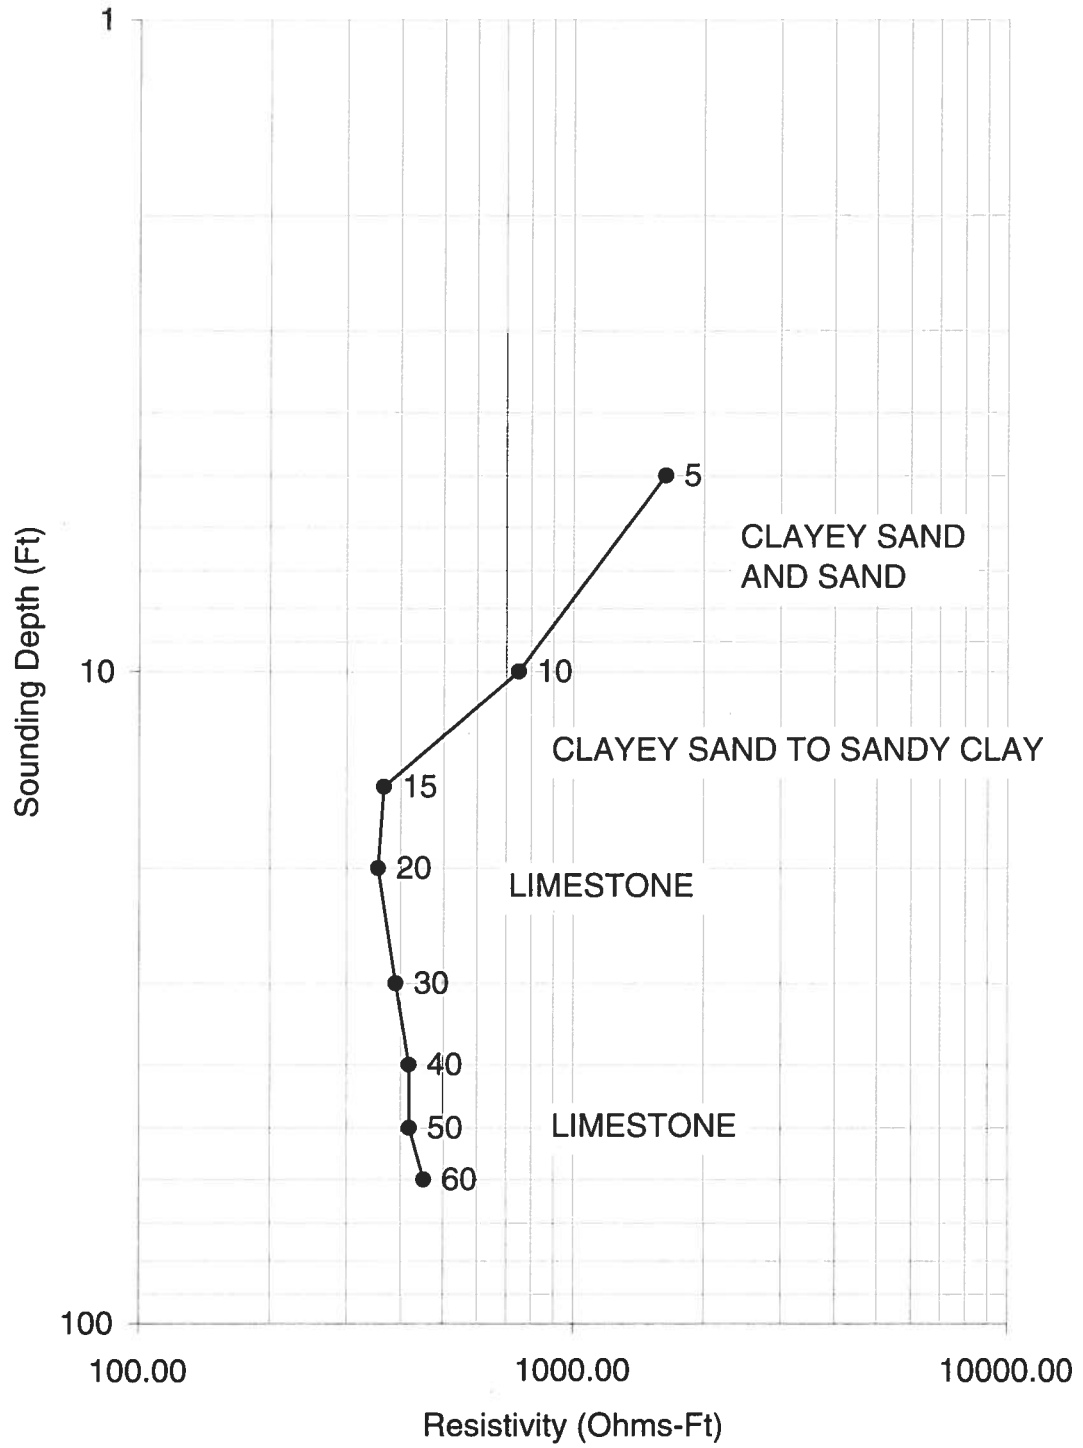 1
5
CLAYEY SAND
AND SAND
10
10
CLAYEY SAND TO SANDY CLAY
15
20
LIMESTONE
30
40
50
LIMESTONE
60
100
100.00
1000.00
10000.00
Sounding Depth (Ft)
Resistivity (Ohms-Ft)